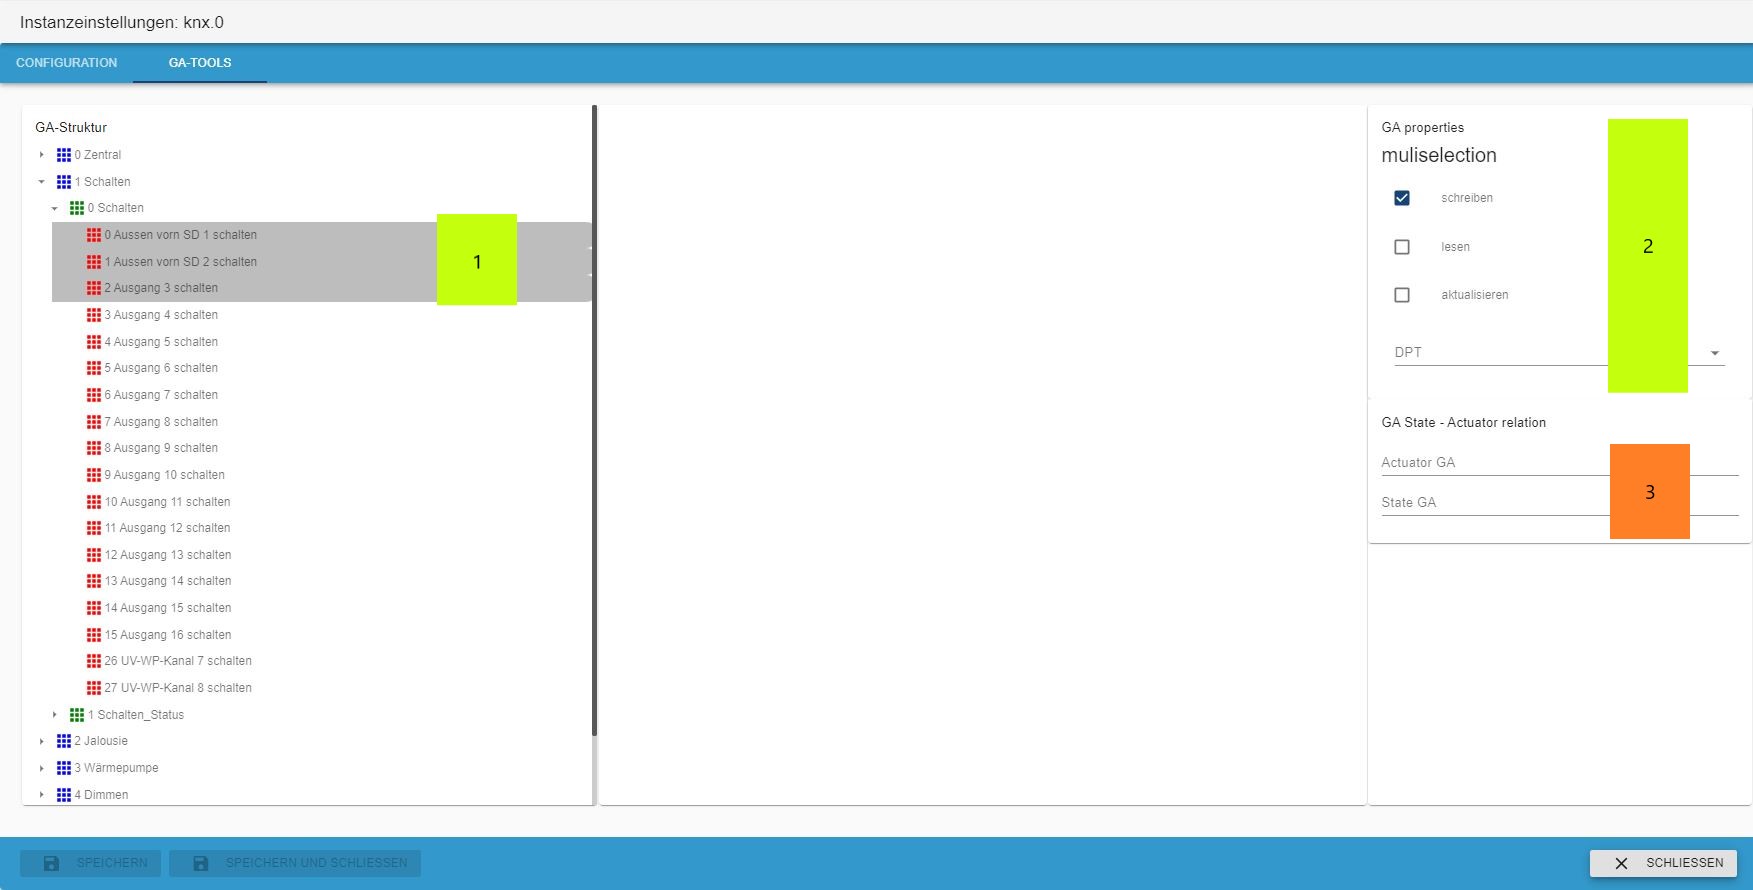 Instanzeinstellungen: knx.0
CONFIGURATION
GA-TOOLS
GA-Struktur
0 Zentral
1 Schalten
0 Schalten
0 Aussen vorn SD 1 schalten
1 Aussen vorn SD 2 schalten
2 Ausgang 3 schalten
1
3 Ausgang 4 schalten
4 Ausgang 5 schalten
5 Ausgang 6 schalten
6 Ausgang 7 schalten
7 Ausgang 8 schalten
8 Ausgang 9 schalten
9 Ausgang 10 schalten
10 Ausgang 11 schalten
11 Ausgang 12 schalten
12 Ausgang 13 schalten
13 Ausgang 14 schalten
14 Ausgang 15 schalten
15 Ausgang 16 schalten
26 UV-WP-Kanal 7 schalten
27 UV-WP-Kanal 8 schalten
1 Schalten_Status
2 Jalousie
3 Wärmepumpe
4 Dimmen
GA properties
muliselection
schreiben
lesen
2
aktualisieren
DPT
GA State - Actuator relation
Actuator GA
3
State GA
SPEICHERN
SPEICHERN UND SCHLIESSEN
SCHLIESSEN